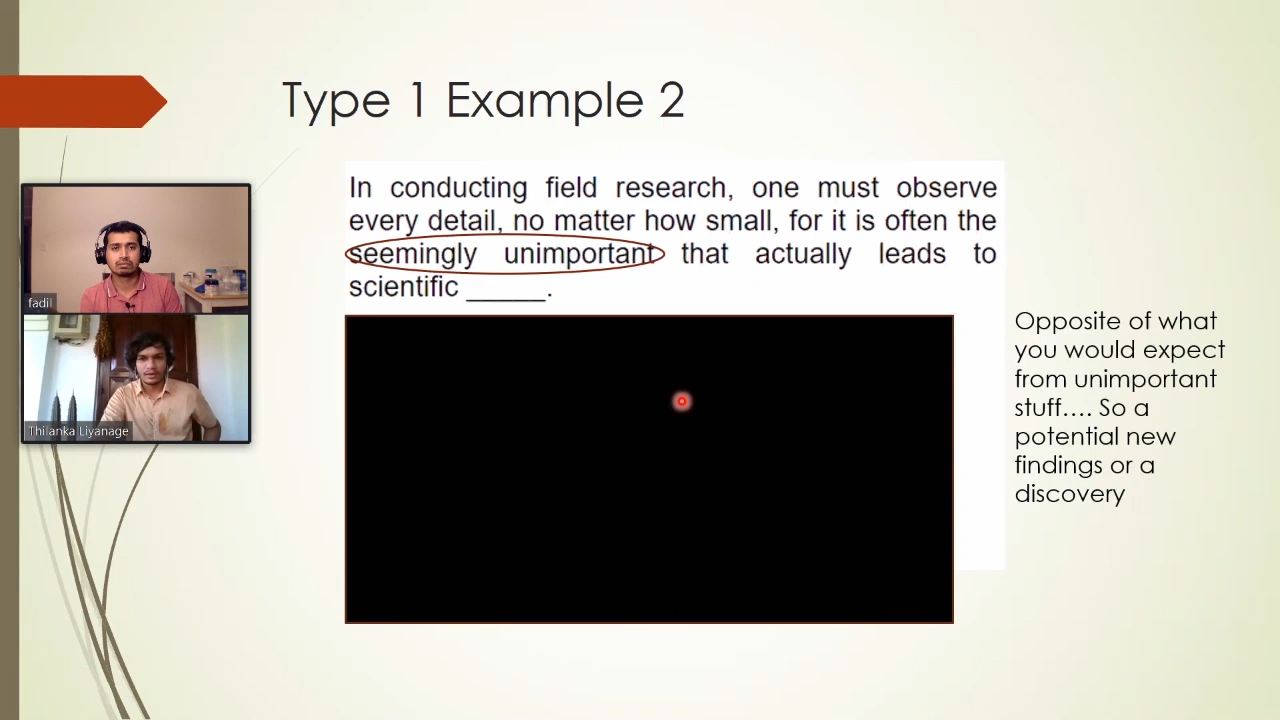 Type 1 Example 2
In conducting field research, one must observe
every detail, no matter how small, for it is often the
seemingly unimportant that actually leads to
scientific _____.
fadil
Thilanka Liyanage
Opposite of what
you would expect
from unimportant
stuff…. So a
potential new
findings or a
discovery